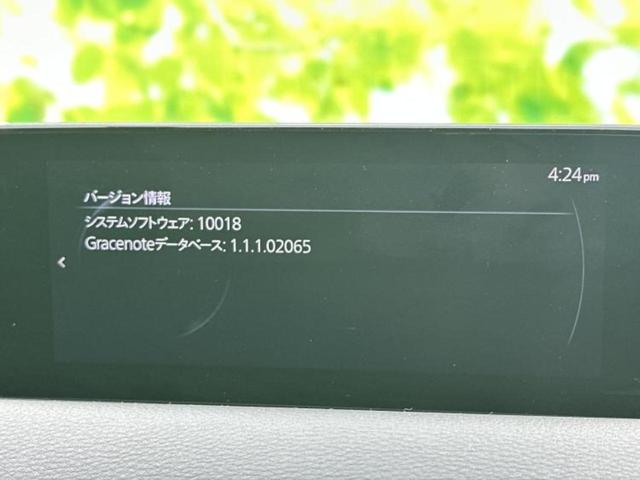 4:24pm
バージョン情報
システムソフトウェア: 10018
Gracenoteデータベース: 1.1.1.02065